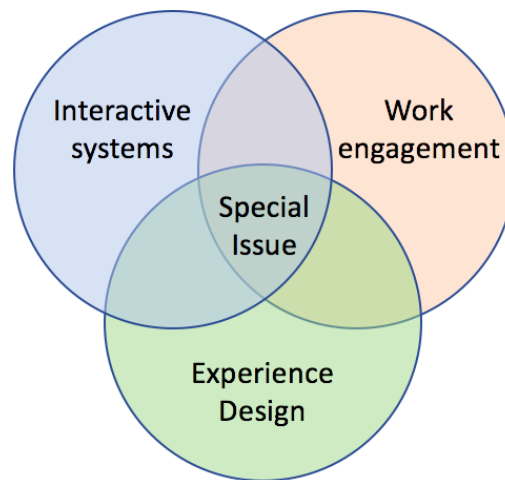 Interactive
systems
Work
engagement
Special
Issue
Experience
Design